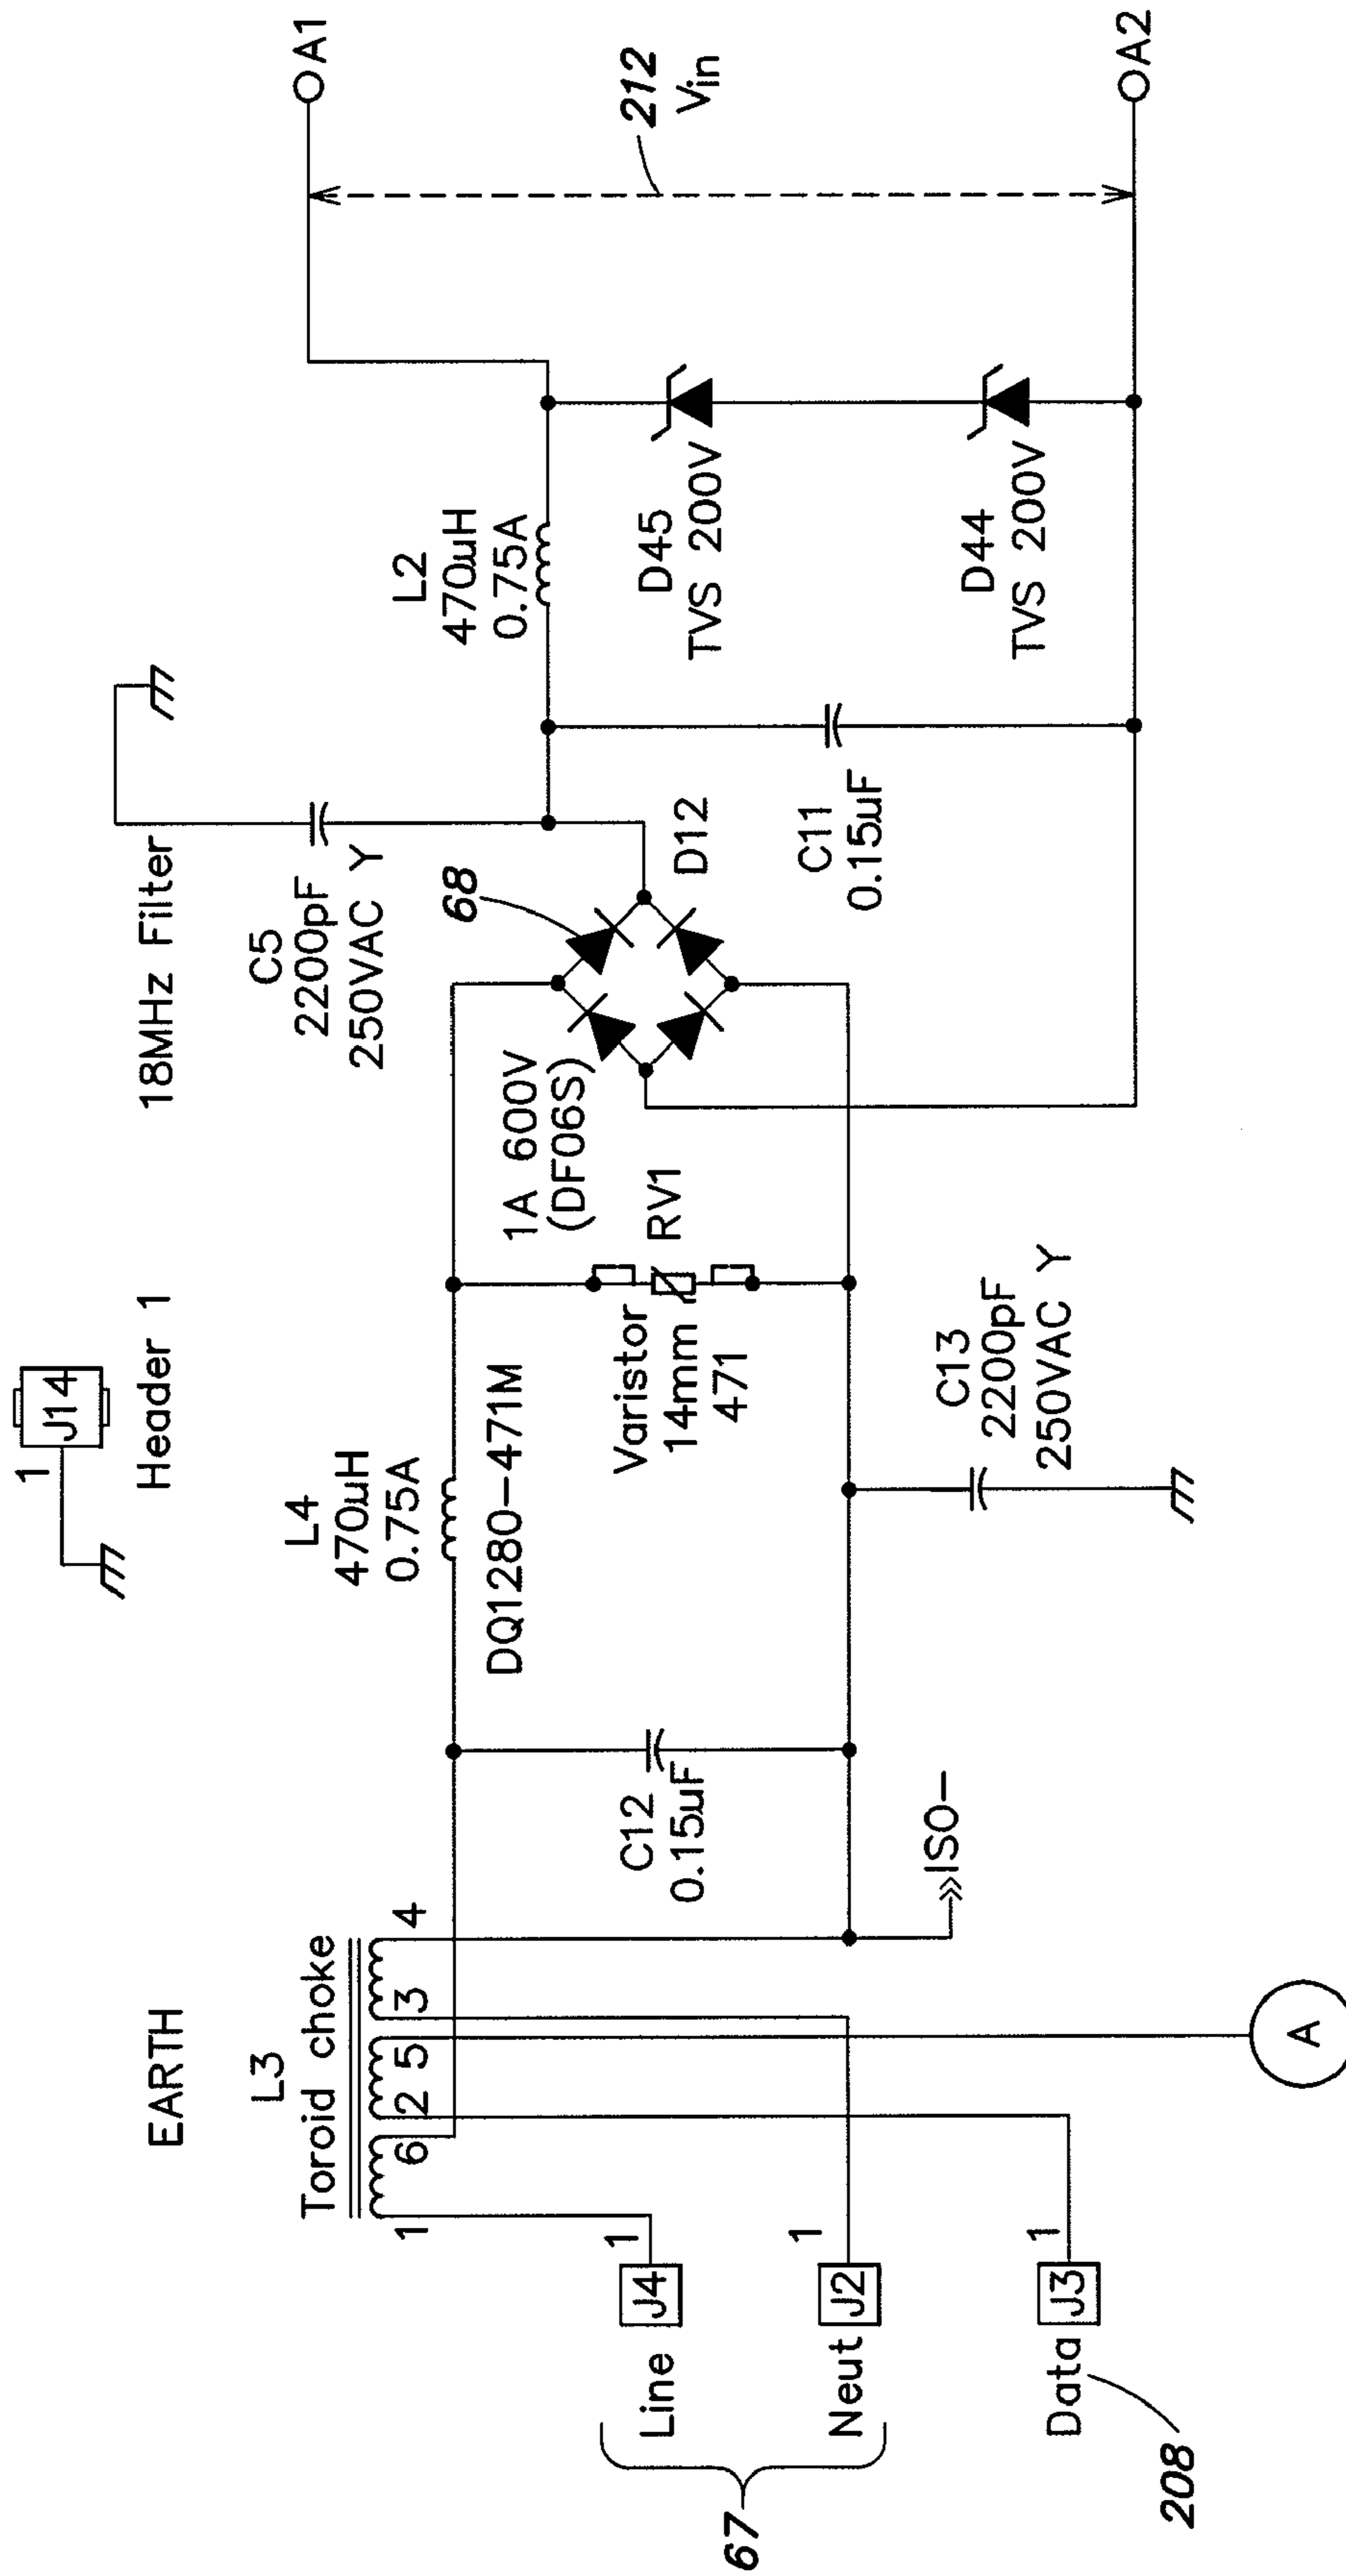 1
J14
Header 1
EARTH
18MHz Filter
C5
2200pF
250VAC Y
L3
Toroid choke
1
6
2
5
3
4
L4
470uH
0.75A
DQ1280-471M
L2
470uH
0.75A
A1
68
1A 600V
(DF06S)
D12
RV1
Varistor
14mm
471
C12
0.15uF
C11
0.15uF
D45
TVS 200V
D44
TVS 200V
212
Vin
67
Line
J4
1
Neut
J2
1
Data
J3
1
208
ISO-
C13
2200pF
250VAC Y
A
A2